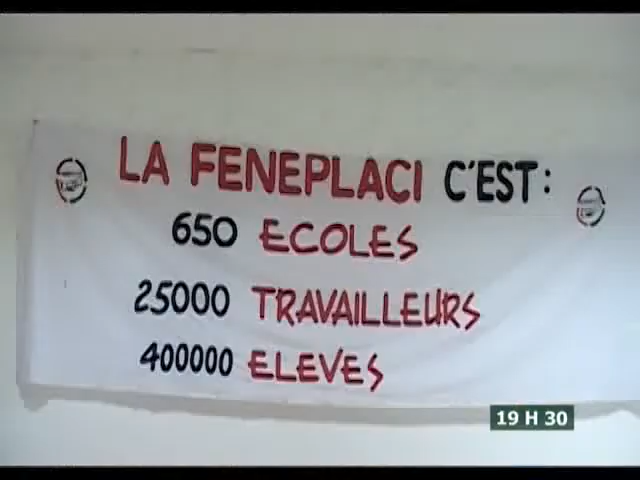 LA FENEPLACI C'EST:
650 ECOLES
25000 TRAVAILLEURS
400000 ELEVES
19 H 30